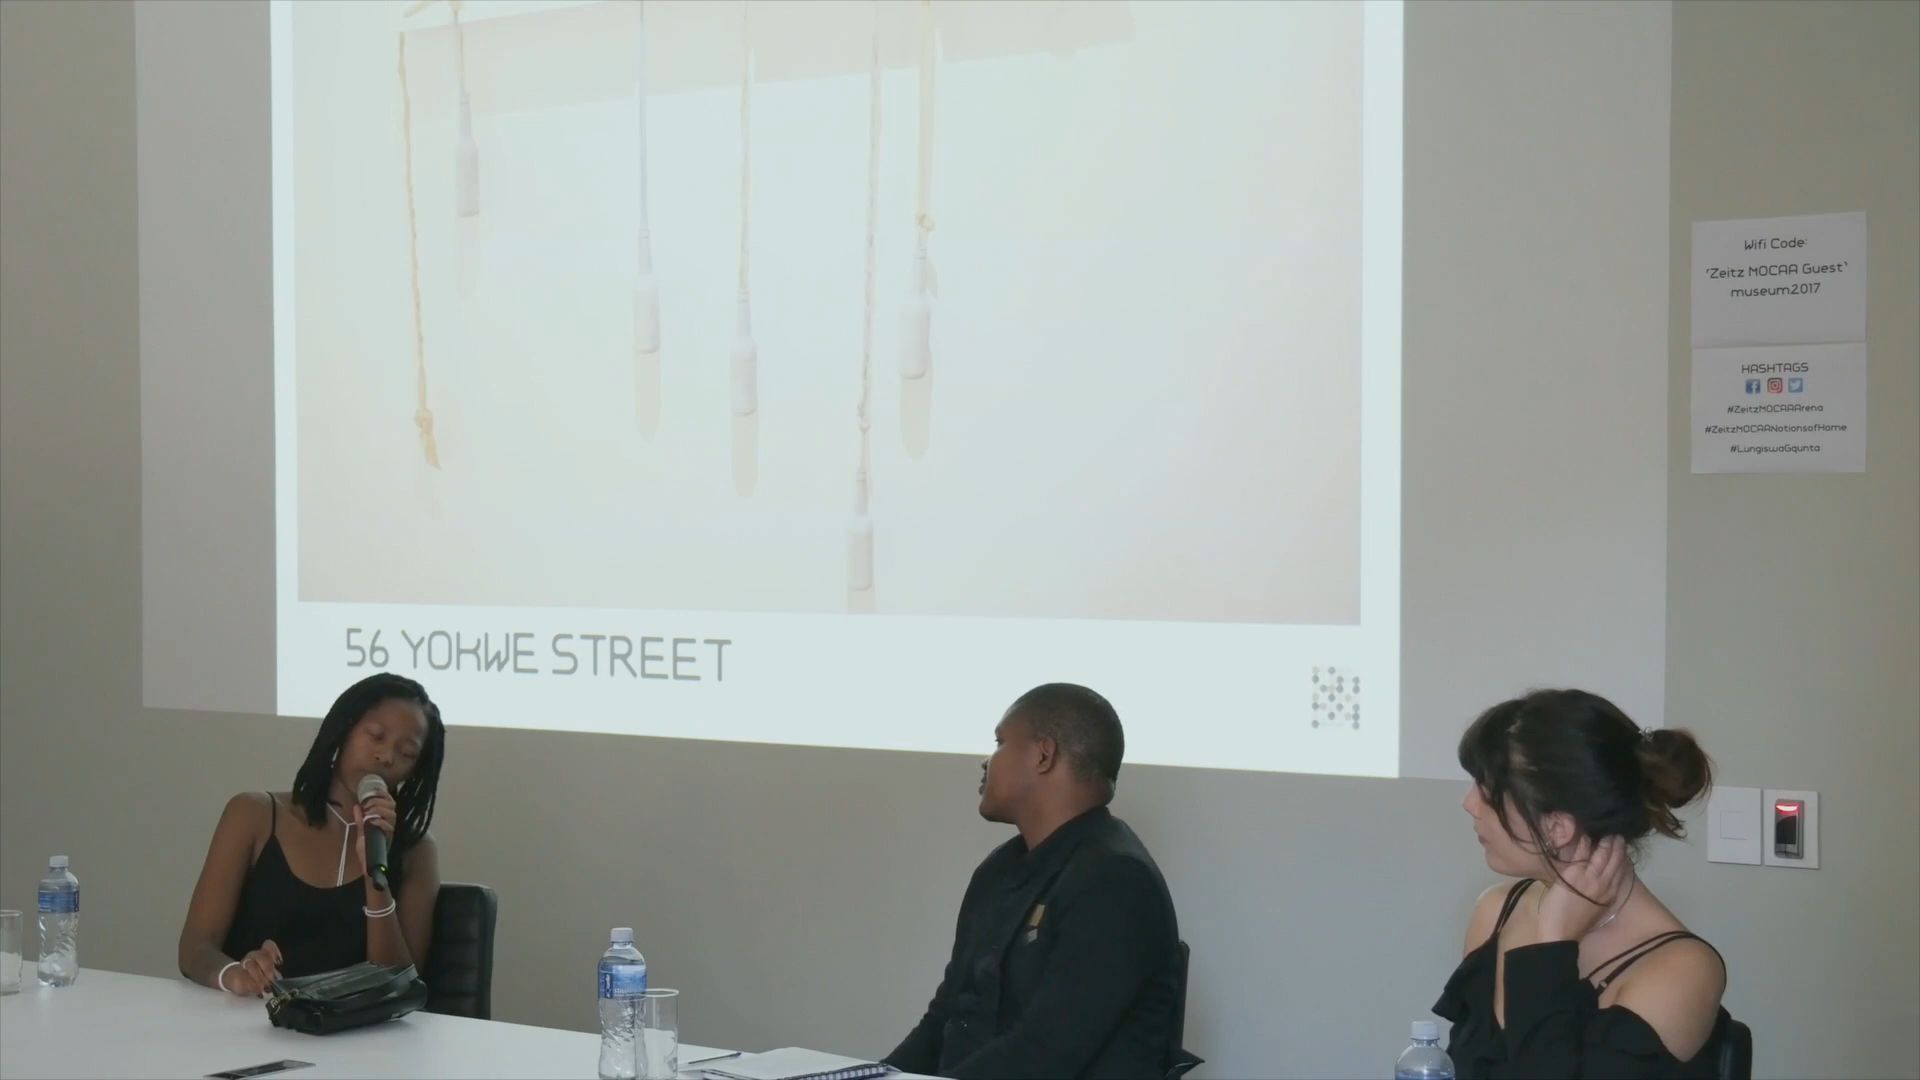 56 YOKWE STREET
Wifi Code:
'Zeitz MOCAA Guest'
museum2017
HASHTAGS
#ZeitzMOCAAArena
#ZeitzMOCAANotionsofHome
#LungiswaGqunta